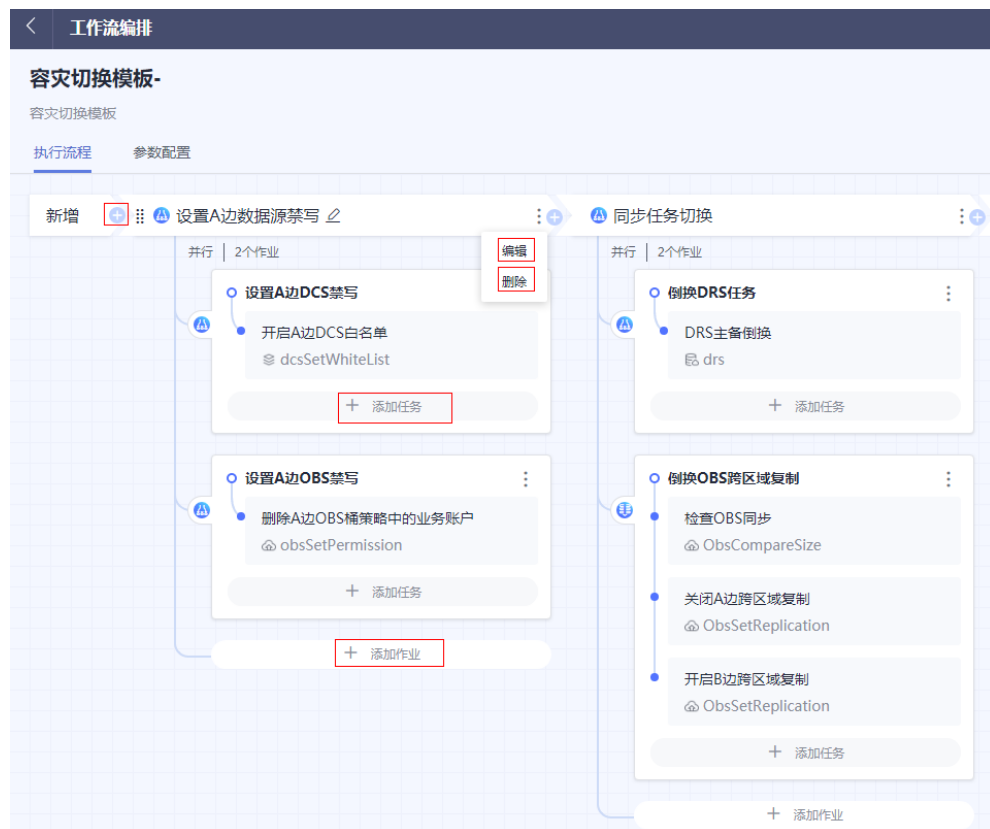 工作流编排
容灾切换模板-
容灾切换模板
执行流程
参数配置
新增
设置A边数据源禁写
并行
2个作业
编辑
删除
设置A边DCS禁写
开启A边DCS白名单
dcsSetWhiteList
添加任务
设置A边OBS禁写
删除A边OBS桶策略中的业务账户
obsSetPermission
添加任务
添加作业
同步任务切换
并行
2个作业
倒换DRS任务
DRS主备倒换
drs
添加任务
倒换OBS跨区域复制
检查OBS同步
ObsCompareSize
关闭A边跨区域复制
ObsSetReplication
开启B边跨区域复制
ObsSetReplication
添加任务
添加作业